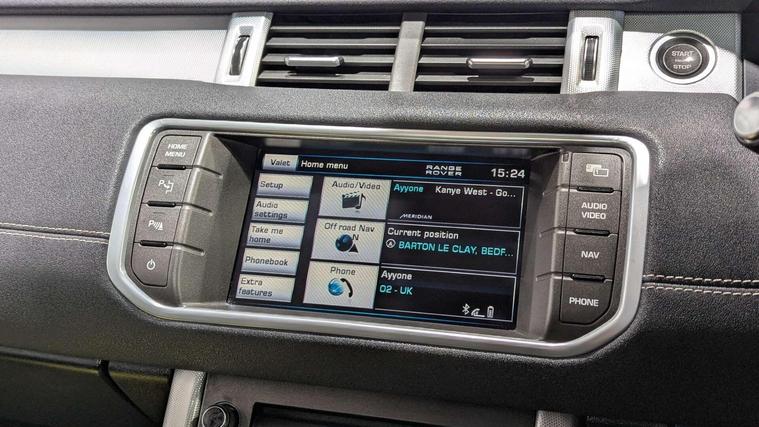 START
STOP
HOME
MENU
Valet
Home menu
RANGE
ROVER
15:24
Setup
Audio
settings
Take me
home
Phonebook
Extra
features
Audio/Video
Off road Nav
N
Phone
Ayyone
Kanye West - Go...
MERIDIAN
Current position
BARTON LE CLAY, BEDF...
Ayyone
O2 - UK
P
P
AUDIO
VIDEO
NAV
PHONE